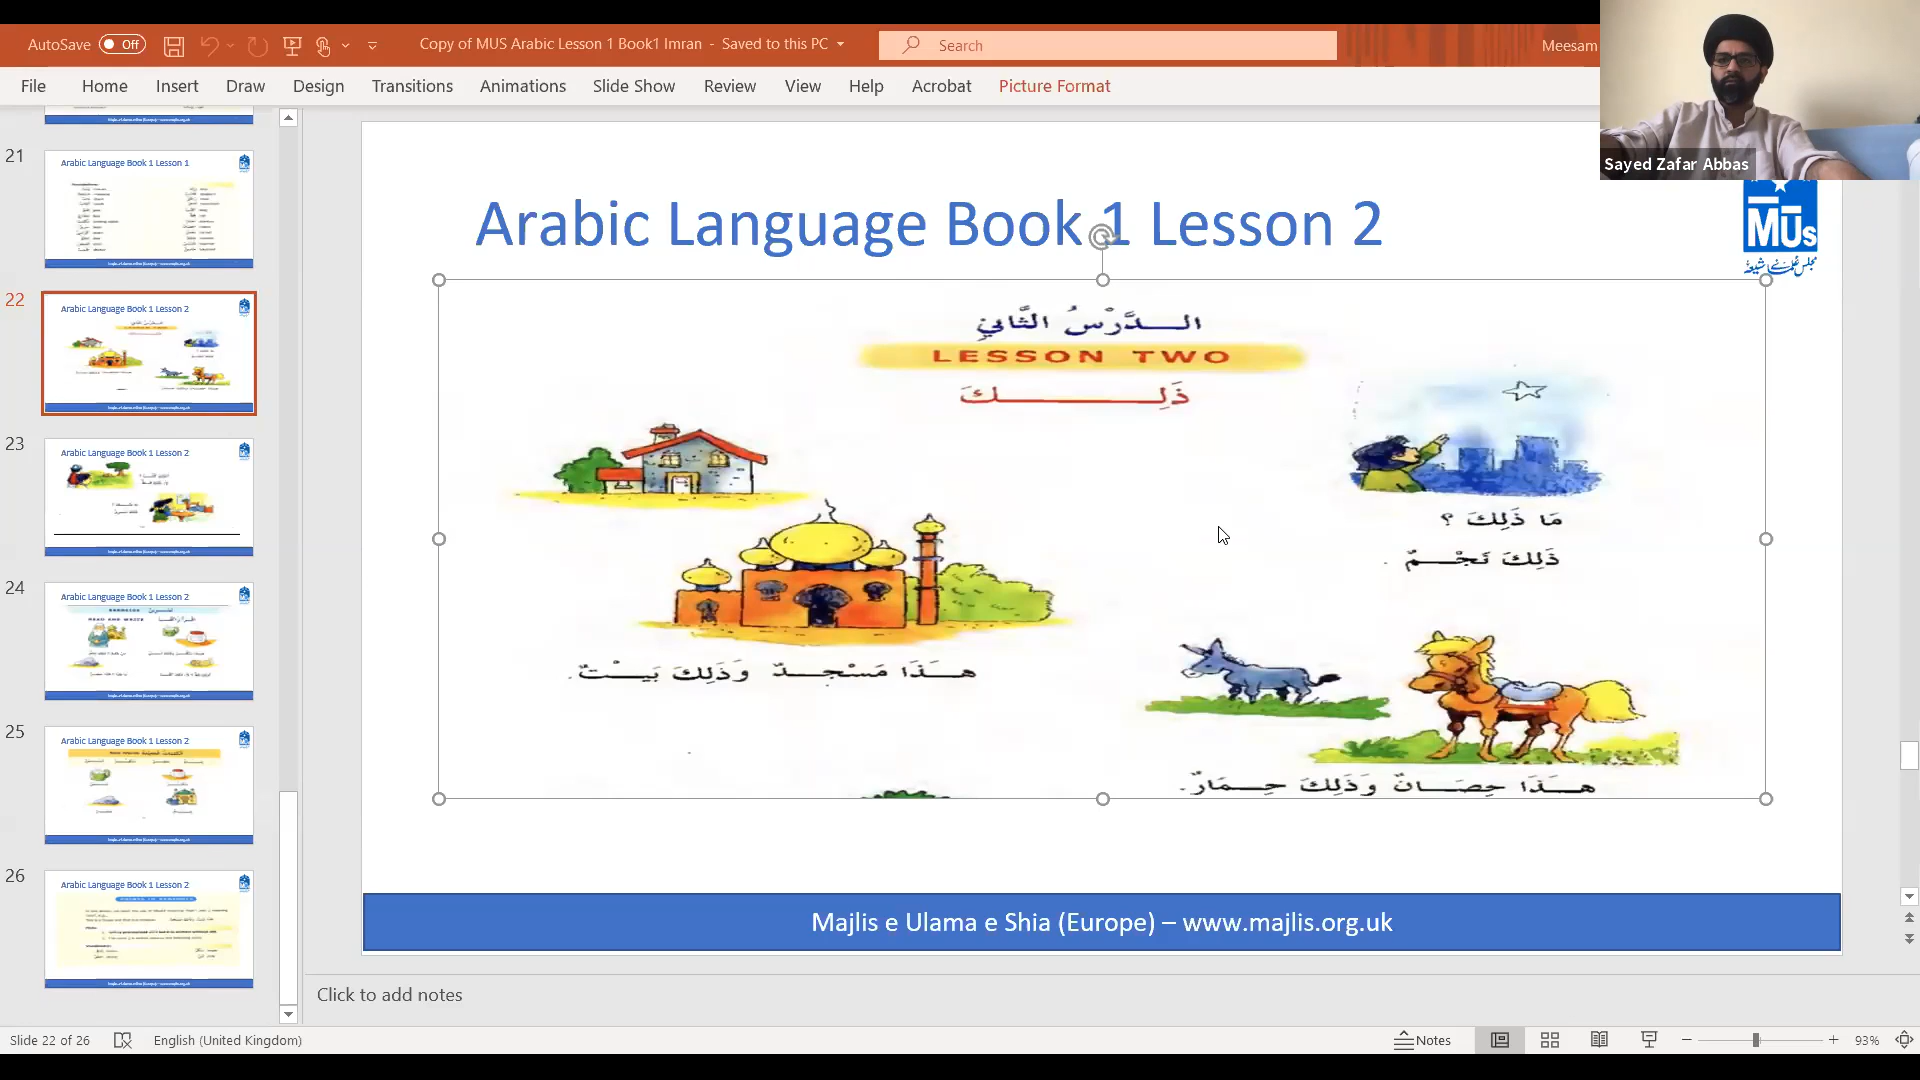 AutoSave Off
Copy of MUS Arabic Lesson 1 Book1 Imran - Saved to this PC
Search
Meesam
File Home Insert Draw Design Transitions Animations Slide Show Review View Help Acrobat Picture Format
Sayed Zafar Abbas
21
Arabic Language Book 1 Lesson 1
22
Arabic Language Book 1 Lesson 2
23
Arabic Language Book 1 Lesson 2
24
Arabic Language Book 1 Lesson 2
25
Arabic Language Book 1 Lesson 2
26
Arabic Language Book 1 Lesson 2
Arabic Language Book 1 Lesson 2
MUs
الدَّرْسُ الثَّانِي
LESSON TWO
ذَلِكَ
مَا ذَلِكَ ؟
ذَلِكَ نَجْمٌ .
هَذَا مَسْجِدٌ وَذَلِكَ بَيْتٌ .
هَذَا حِصَانٌ وَذَلِكَ حِمَارٌ .
Majlis e Ulama e Shia (Europe) – www.majlis.org.uk
Click to add notes
Slide 22 of 26 English (United Kingdom) Notes 93%